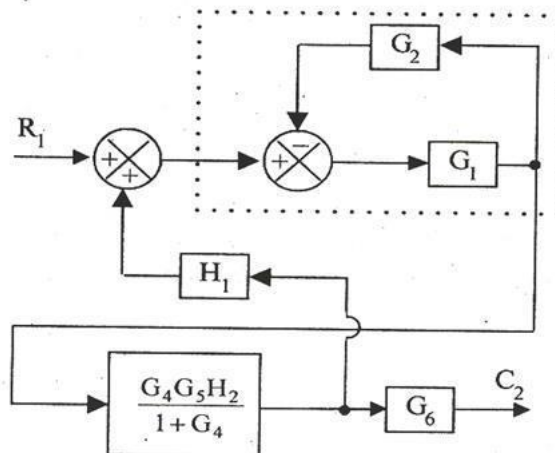 G₂
R₁
+
+
+
−
G₁
H₁
G₄G₅H₂
1 + G₄
G₆
C₂